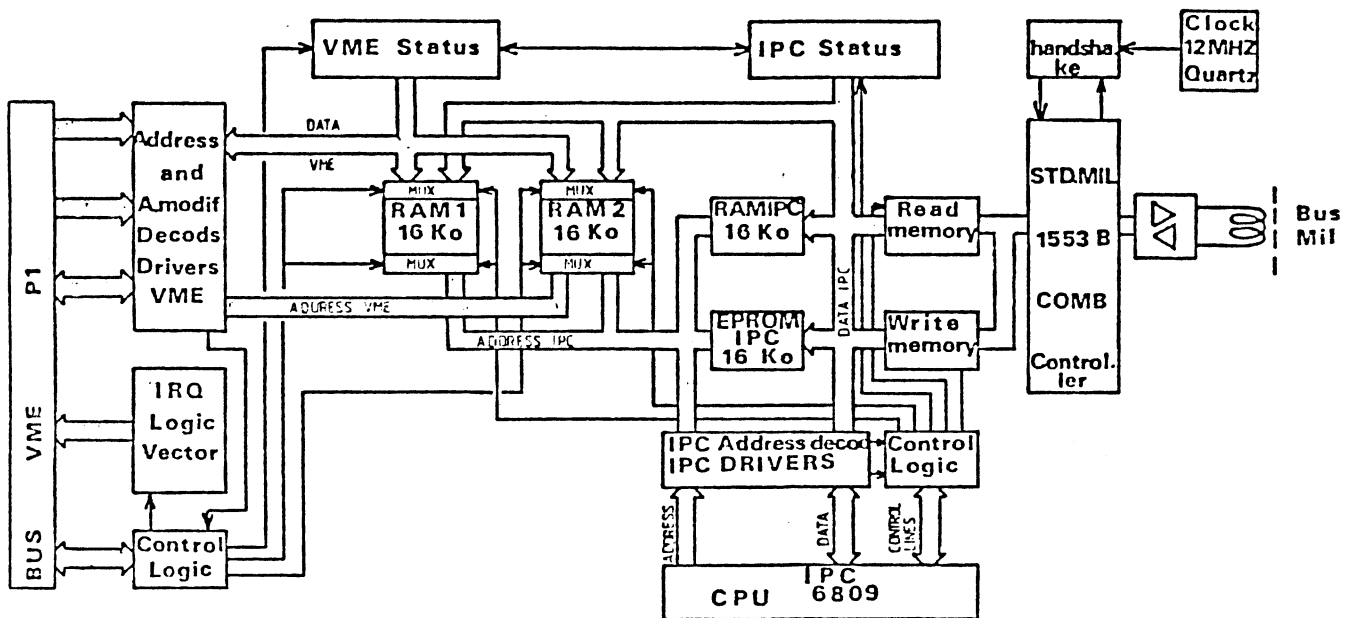 VME Status
IPC Status
handsha
ke
Clock
12MHZ
Quartz
BUS VME P1
Address
and
A.modif
Decods
Drivers
VME
DATA
VME
MUX
RAM 1
16 Ko
MUX
MUX
RAM 2
16 Ko
MUX
RAMIPC
16 Ko
Read
memory
STD.MIL
1553 B
COMB
Control.
ler
Bus
Mil
ADDRESS VME
ADDRESS IPC
DATA IPC
EPROM
IPC
16 Ko
Write
memory
IRQ
Logic
Vector
IPC Address decod
IPC DRIVERS
Control
Logic
Control
Logic
ADDRESS
DATA
CONTROL
LINES
IPC
CPU 6809